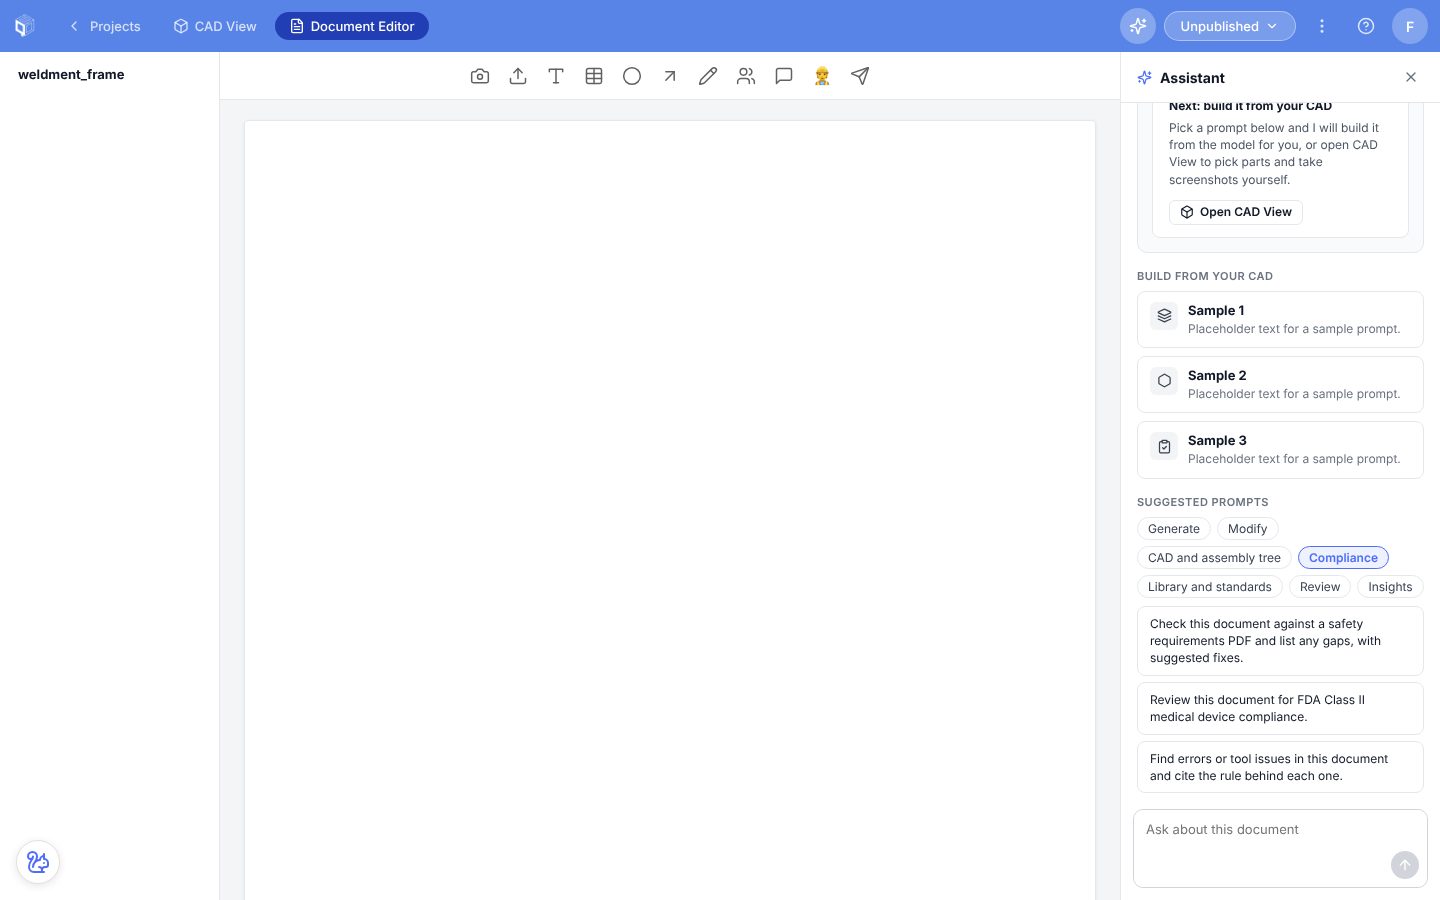 Projects
CAD View
Document Editor
Unpublished
F
weldment_frame
Assistant
Next: build it from your CAD
Pick a prompt below and I will build it
from the model for you, or open CAD
View to pick parts and take
screenshots yourself.
Open CAD View
BUILD FROM YOUR CAD
Sample 1
Placeholder text for a sample prompt.
Sample 2
Placeholder text for a sample prompt.
Sample 3
Placeholder text for a sample prompt.
SUGGESTED PROMPTS
Generate
Modify
CAD and assembly tree
Compliance
Library and standards
Review
Insights
Check this document against a safety
requirements PDF and list any gaps, with
suggested fixes.
Review this document for FDA Class II
medical device compliance.
Find errors or tool issues in this document
and cite the rule behind each one.
Ask about this document